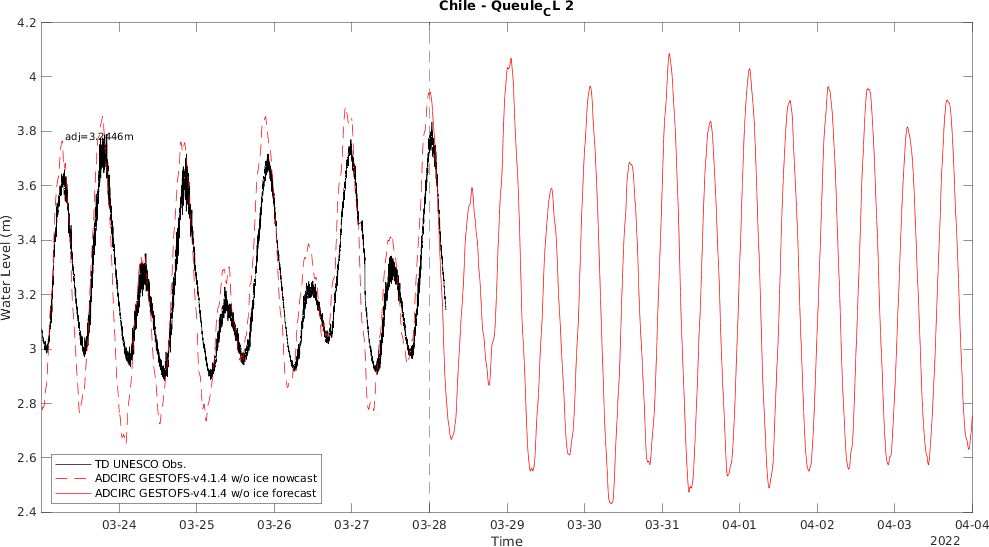 Chile - Queule_CL 2
4.2
4
3.8
3.6
3.4
3.2
3
2.8
2.6
2.4
Water Level (m)
adj=3.2446m
TD UNESCO Obs.
ADCIRC GESTOFS-v4.1.4 w/o ice nowcast
ADCIRC GESTOFS-v4.1.4 w/o ice forecast
03-24 03-25 03-26 03-27 03-28 03-29 03-30 03-31 04-01 04-02 04-03 04-04
Time
2022